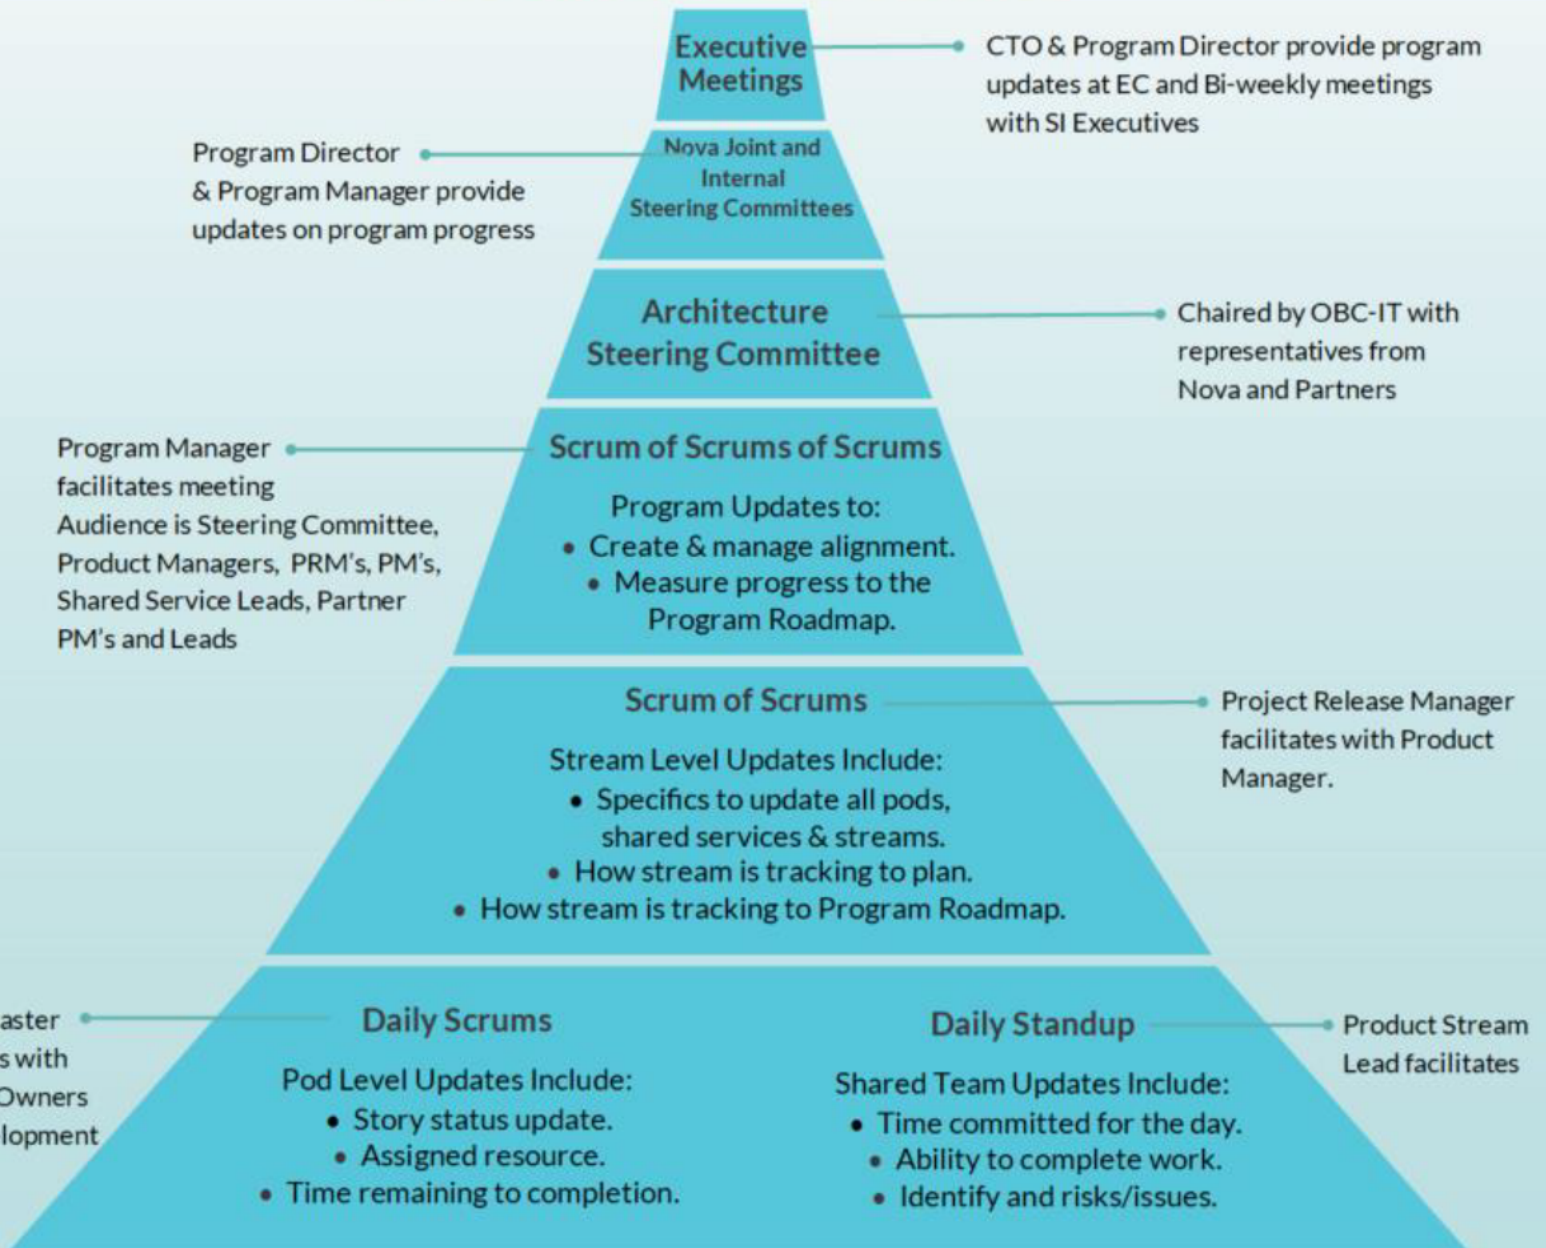 Executive
Meetings
CTO & Program Director provide program
updates at EC and Bi-weekly meetings
with SI Executives
Program Director
& Program Manager provide
updates on program progress
Nova Joint and
Internal
Steering Committees
Architecture
Steering Committee
Chaired by OBC-IT with
representatives from
Nova and Partners
Program Manager
facilitates meeting
Audience is Steering Committee,
Product Managers, PRM's, PM's,
Shared Service Leads, Partner
PM's and Leads
Scrum of Scrums of Scrums
Program Updates to:
• Create & manage alignment.
• Measure progress to the
Program Roadmap.
Scrum of Scrums
Stream Level Updates Include:
• Specifics to update all pods,
shared services & streams.
• How stream is tracking to plan.
• How stream is tracking to Program Roadmap.
Project Release Manager
facilitates with Product
Manager.
aster
s with
Owners
lopment
Daily Scrums
Pod Level Updates Include:
• Story status update.
• Assigned resource.
• Time remaining to completion.
Daily Standup
Shared Team Updates Include:
• Time committed for the day.
• Ability to complete work.
• Identify and risks/issues.
Product Stream
Lead facilitates